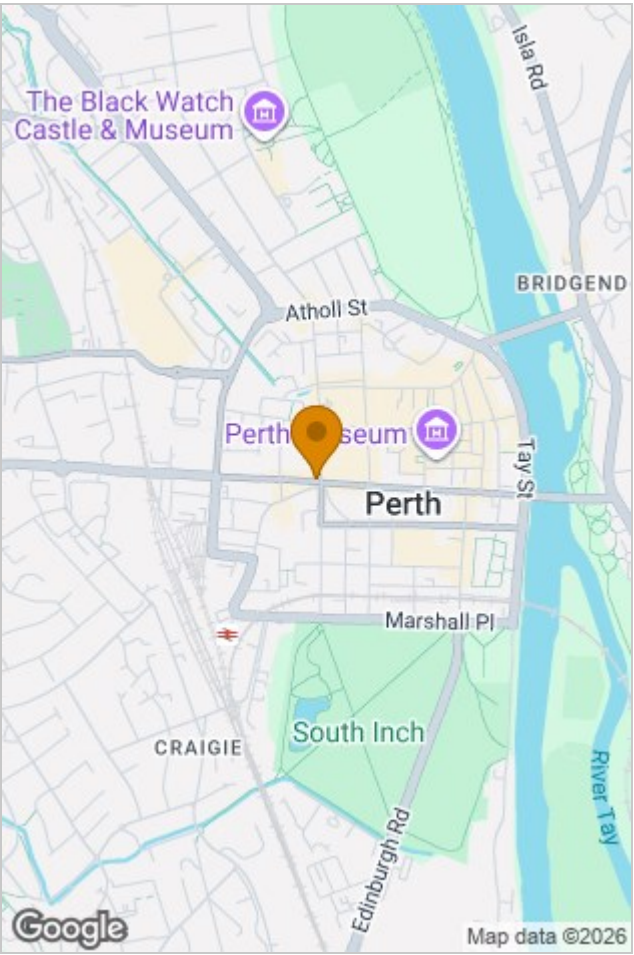 Isla Rd
The Black Watch
Castle & Museum
BRIDGEND
Atholl St
Perth Museum
Tay St
Perth
Marshall Pl
South Inch
CRAIGIE
River Tay
Edinburgh Rd
Google
Map data ©2026